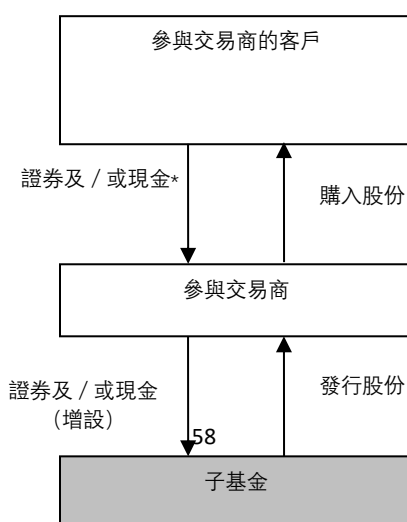 參與交易商的客戶
證券及 / 或現金*
購入股份
參與交易商
證券及 / 或現金
（增設）
發行股份
58
子基金